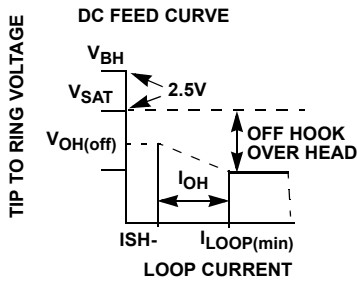 DC FEED CURVE
TIP TO RING VOLTAGE
VBH
VSAT
2.5V
VOH(off)
OFF HOOK
OVER HEAD
IOH
ISH-
ILOOP(min)
LOOP CURRENT